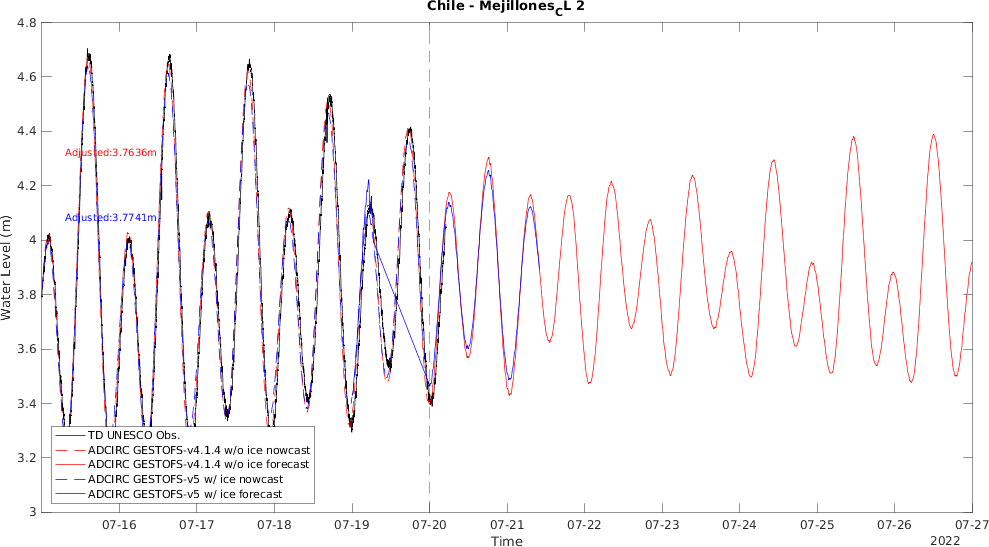 Chile - Mejillones_CL 2
Water Level (m)
4.8
4.6
4.4
4.2
4
3.8
3.6
3.4
3.2
3
Adjusted:3.7636m
Adjusted:3.7741m
TD UNESCO Obs.
ADCIRC GESTOFS-v4.1.4 w/o ice nowcast
ADCIRC GESTOFS-v4.1.4 w/o ice forecast
ADCIRC GESTOFS-v5 w/ ice nowcast
ADCIRC GESTOFS-v5 w/ ice forecast
07-16 07-17 07-18 07-19 07-20 07-21 07-22 07-23 07-24 07-25 07-26 07-27
Time
2022